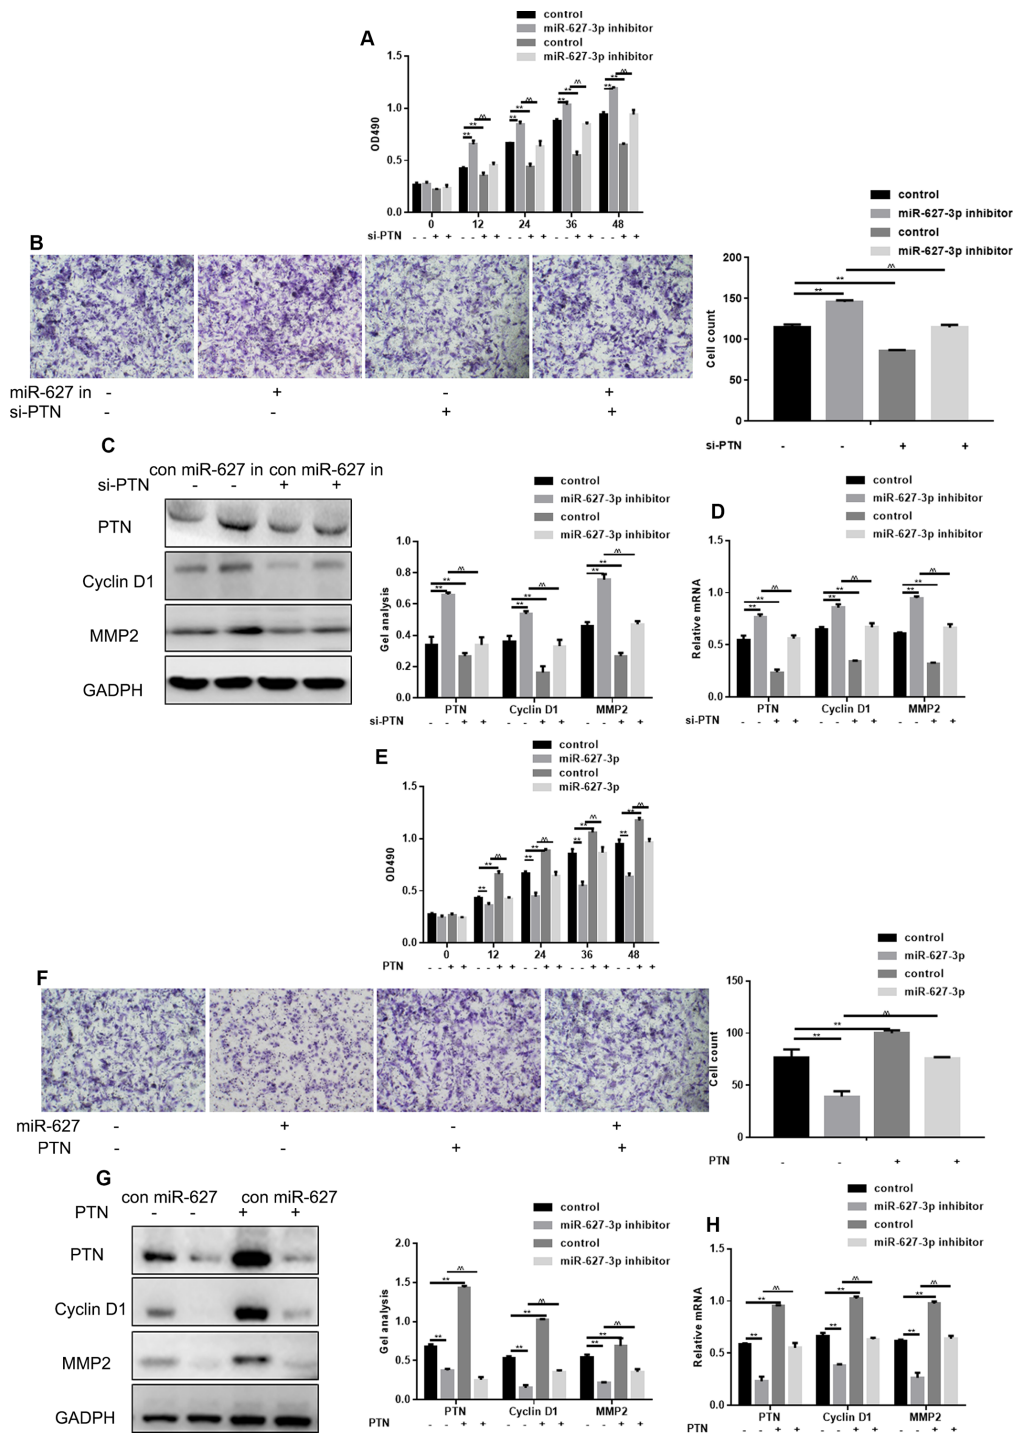 A
control
miR-627-3p inhibitor
control
miR-627-3p inhibitor
OD490
1.5
1.0
0.5
0.0
** ** ^^ ** ** ^^ ** ** ^^ ** ** ^^
0 12 24 36 48
si-PTN - - + + - - + + - - + + - - + + - - + +
B
miR-627 in - + - +
si-PTN - - + +
control
miR-627-3p inhibitor
control
miR-627-3p inhibitor
Cell count
200
150
100
50
0
** ** ^^
si-PTN - - + +
C
con miR-627 in con miR-627 in
si-PTN - - + +
PTN
Cyclin D1
MMP2
GADPH
control
miR-627-3p inhibitor
control
miR-627-3p inhibitor
Gel analysis
1.0
0.8
0.6
0.4
0.2
0.0
** ** ^^ ** ** ^^ ** ** ^^
PTN Cyclin D1 MMP2
si-PTN - - + + - - + + - - + +
D
control
miR-627-3p inhibitor
control
miR-627-3p inhibitor
Relative mRNA
1.5
1.0
0.5
0.0
** ** ^^ ** ** ^^ ** ** ^^
PTN Cyclin D1 MMP2
si-PTN - - + + - - + + - - + +
E
control
miR-627-3p
control
miR-627-3p
OD490
1.5
1.0
0.5
0.0
** ** ^^ ** ** ^^ ** ** ^^ ** ** ^^
0 12 24 36 48
PTN - - + + - - + + - - + + - - + + - - + +
F
miR-627 - + - +
PTN - - + +
control
miR-627-3p
control
miR-627-3p
Cell count
150
100
50
0
** ** ^^
PTN - - + +
G
con miR-627 con miR-627
PTN - - + +
PTN
Cyclin D1
MMP2
GADPH
control
miR-627-3p inhibitor
control
miR-627-3p inhibitor
Gel analysis
2.0
1.5
1.0
0.5
0.0
** ** ^^ ** ** ^^ ** ** ^^
PTN Cyclin D1 MMP2
PTN - - + + - - + + - - + +
H
control
miR-627-3p inhibitor
control
miR-627-3p inhibitor
Relative mRNA
1.5
1.0
0.5
0.0
** ** ^^ ** ** ^^ ** ** ^^
PTN Cyclin D1 MMP2
PTN - - + + - - + + - - + +